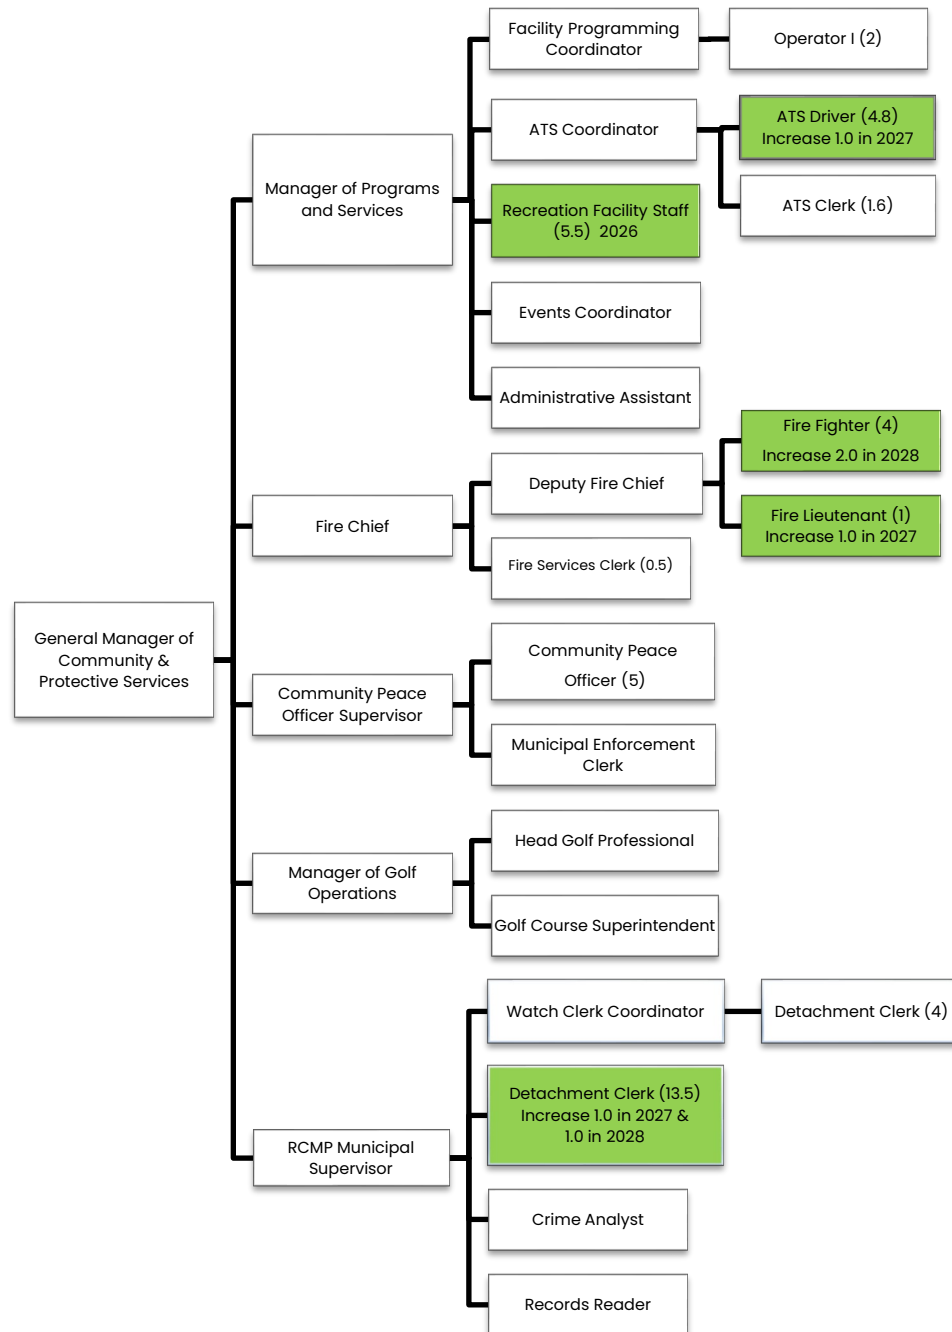 Facility Programming
Coordinator
Operator I (2)
ATS Coordinator
ATS Driver (4.8)
Increase 1.0 in 2027
ATS Clerk (1.6)
Manager of Programs
and Services
Recreation Facility Staff
(5.5) 2026
Events Coordinator
Administrative Assistant
Fire Chief
Deputy Fire Chief
Fire Fighter (4)
Increase 2.0 in 2028
Fire Lieutenant (1)
Increase 1.0 in 2027
Fire Services Clerk (0.5)
General Manager of
Community &
Protective Services
Community Peace
Officer Supervisor
Community Peace
Officer (5)
Municipal Enforcement
Clerk
Manager of Golf
Operations
Head Golf Professional
Golf Course Superintendent
RCMP Municipal
Supervisor
Watch Clerk Coordinator
Detachment Clerk (4)
Detachment Clerk (13.5)
Increase 1.0 in 2027 &
1.0 in 2028
Crime Analyst
Records Reader